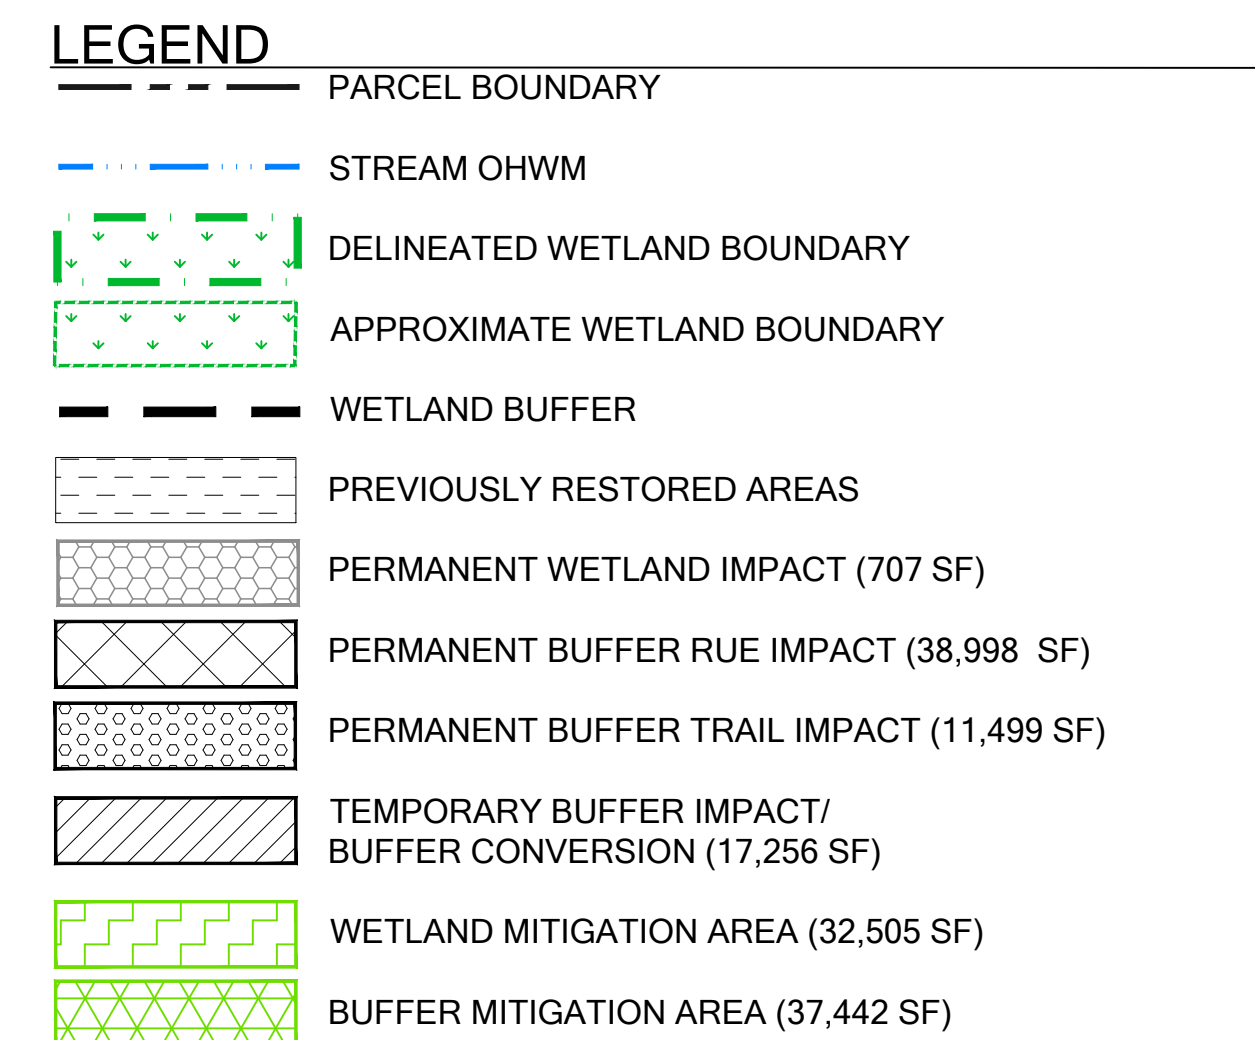 LEGEND
PARCEL BOUNDARY
STREAM OHWM
DELINEATED WETLAND BOUNDARY
APPROXIMATE WETLAND BOUNDARY
WETLAND BUFFER
PREVIOUSLY RESTORED AREAS
PERMANENT WETLAND IMPACT (707 SF)
PERMANENT BUFFER RUE IMPACT (38,998 SF)
PERMANENT BUFFER TRAIL IMPACT (11,499 SF)
TEMPORARY BUFFER IMPACT/
BUFFER CONVERSION (17,256 SF)
WETLAND MITIGATION AREA (32,505 SF)
BUFFER MITIGATION AREA (37,442 SF)